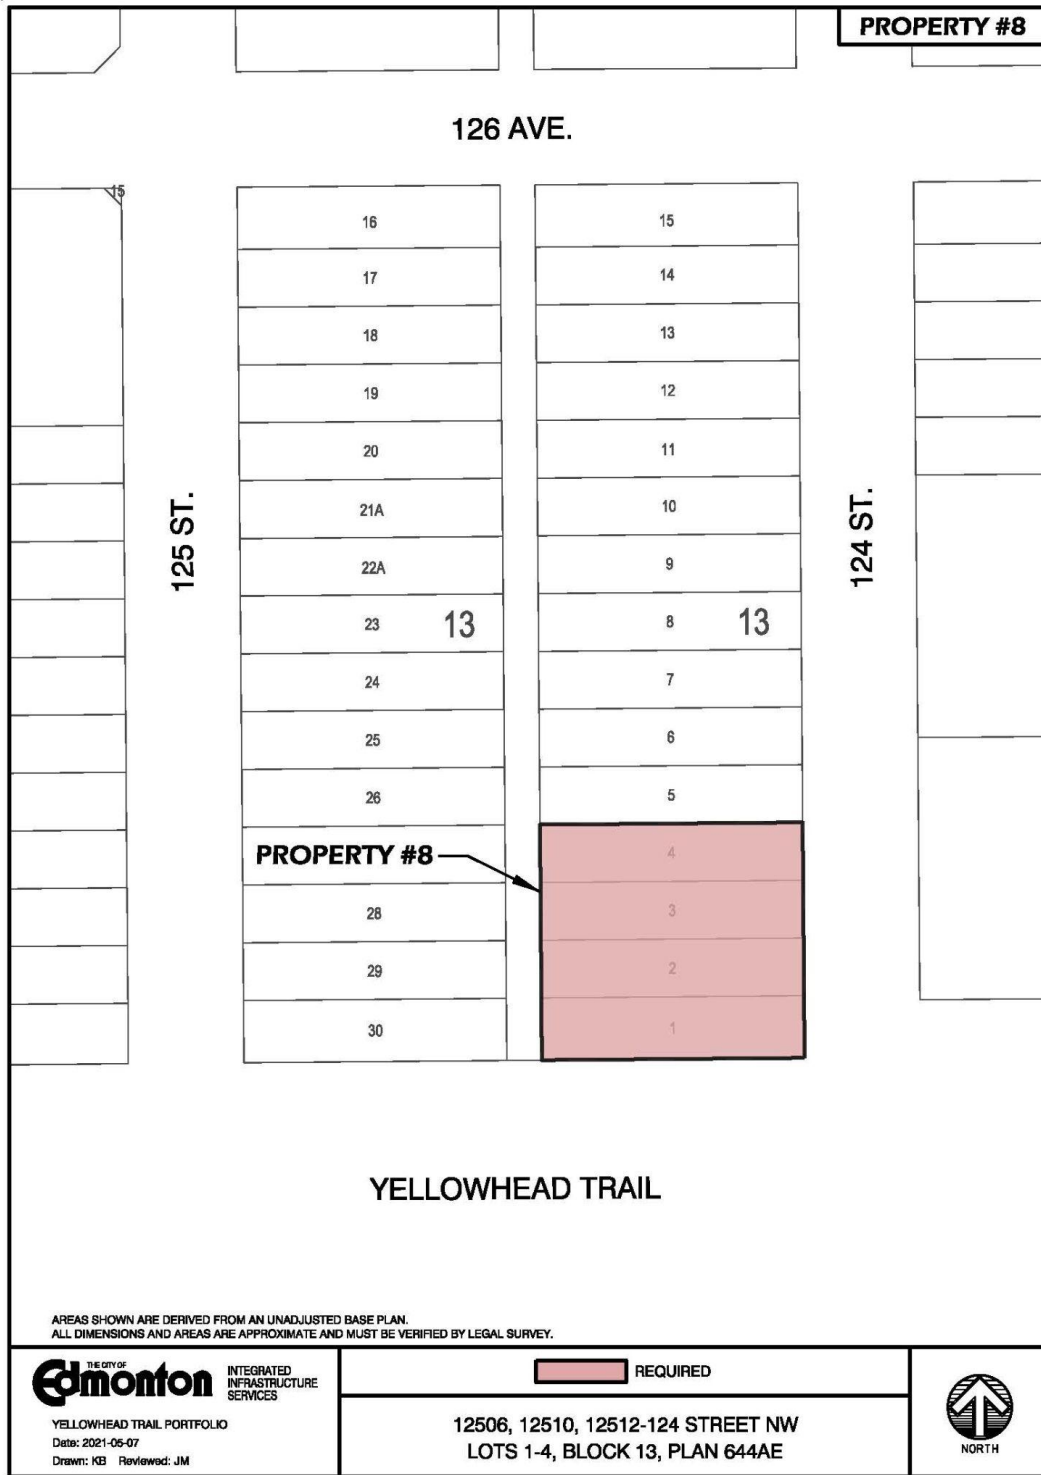 PROPERTY #8
126 AVE.
15
16
15
17
14
18
13
19
12
20
11
21A
10
22A
9
125 ST.
124 ST.
23
13
8
13
24
7
25
6
26
5
PROPERTY #8
4
28
3
29
2
30
1
YELLOWHEAD TRAIL
AREAS SHOWN ARE DERIVED FROM AN UNADJUSTED BASE PLAN.
ALL DIMENSIONS AND AREAS ARE APPROXIMATE AND MUST BE VERIFIED BY LEGAL SURVEY.
THE CITY OF
Edmonton
INTEGRATED
INFRASTRUCTURE
SERVICES
YELLOWHEAD TRAIL PORTFOLIO
Date: 2021-05-07
Drawn: KB Reviewed: JM
REQUIRED
12506, 12510, 12512-124 STREET NW
LOTS 1-4, BLOCK 13, PLAN 644AE
NORTH